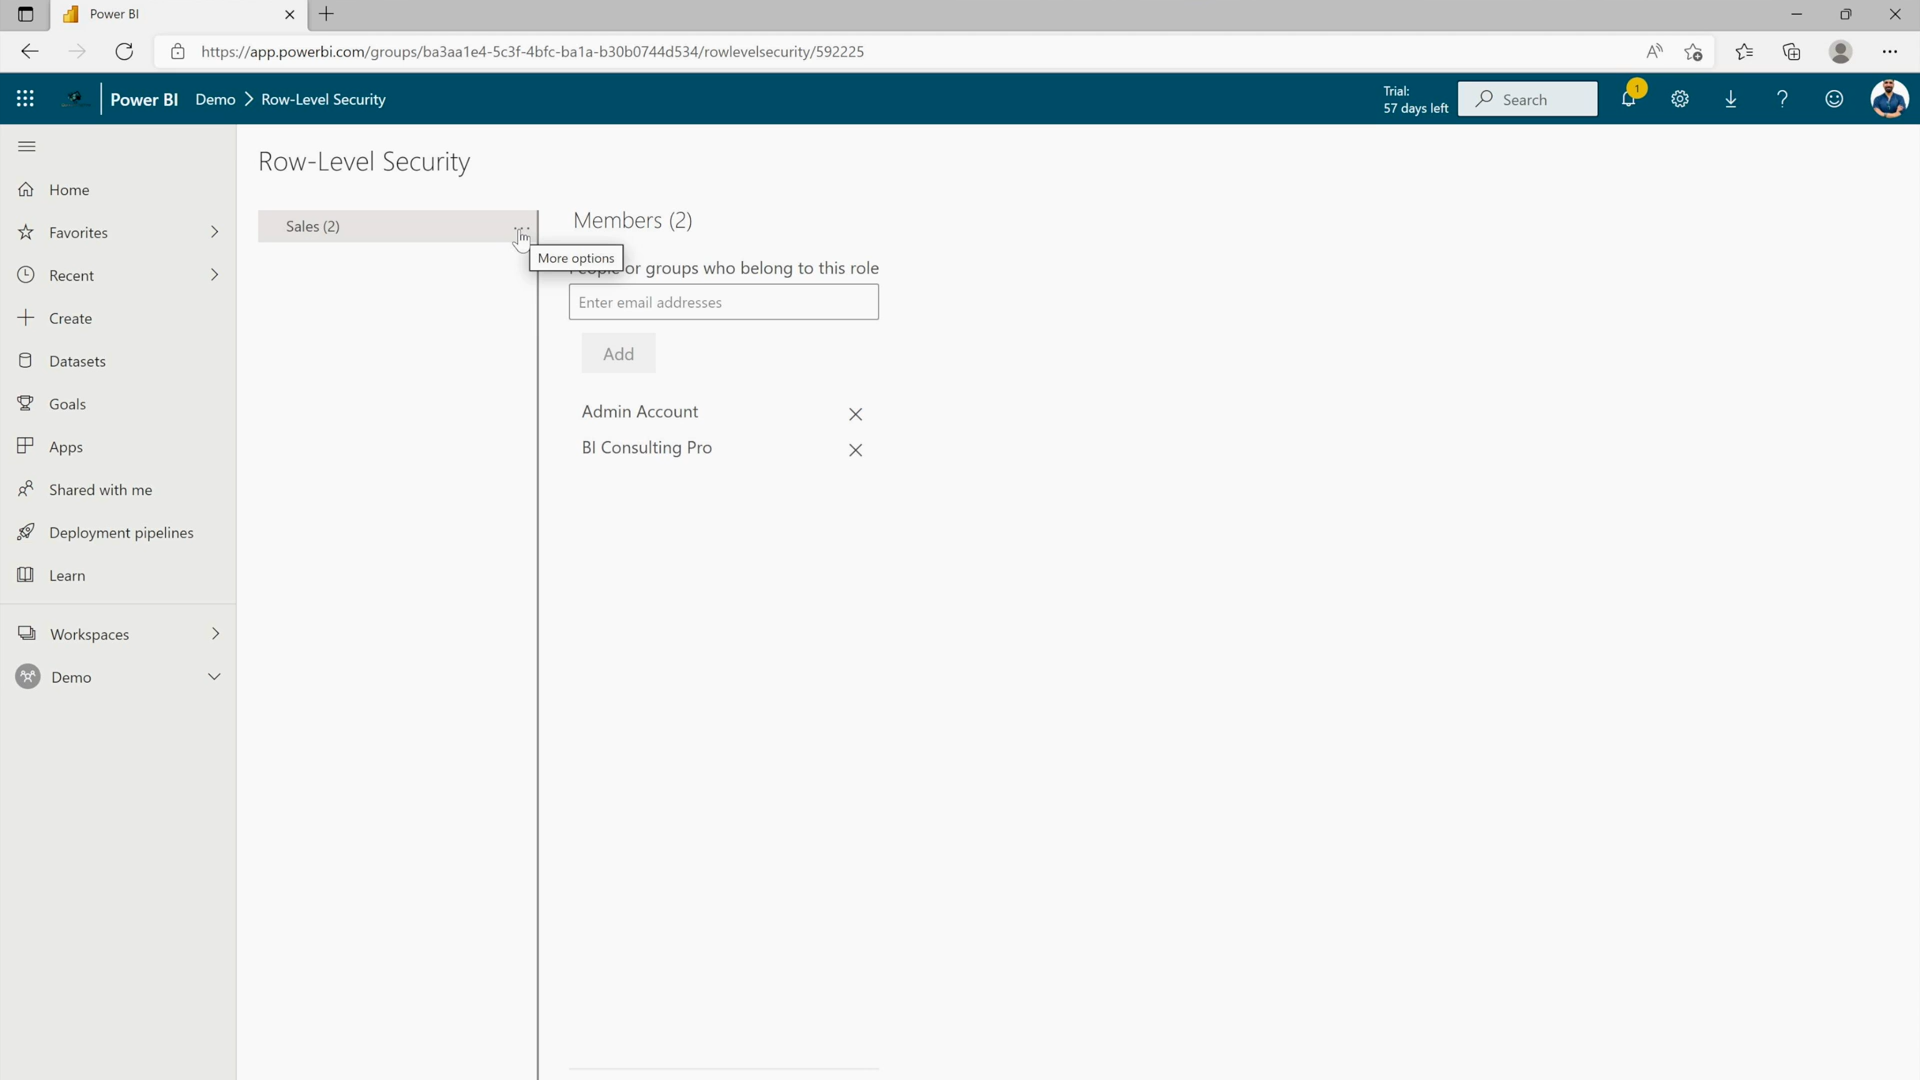 Power BI
https://app.powerbi.com/groups/ba3aa1e4-5c3f-4bfc-ba1a-b30b0744d534/rowlevelsecurity/592225
Power BI Demo > Row-Level Security
Trial:
57 days left
Search
1
Row-Level Security
Home
Favorites
Recent
Create
Datasets
Goals
Apps
Shared with me
Deployment pipelines
Learn
Workspaces
Demo
Sales (2)
More options
Members (2)
or groups who belong to this role
Enter email addresses
Add
Admin Account
BI Consulting Pro